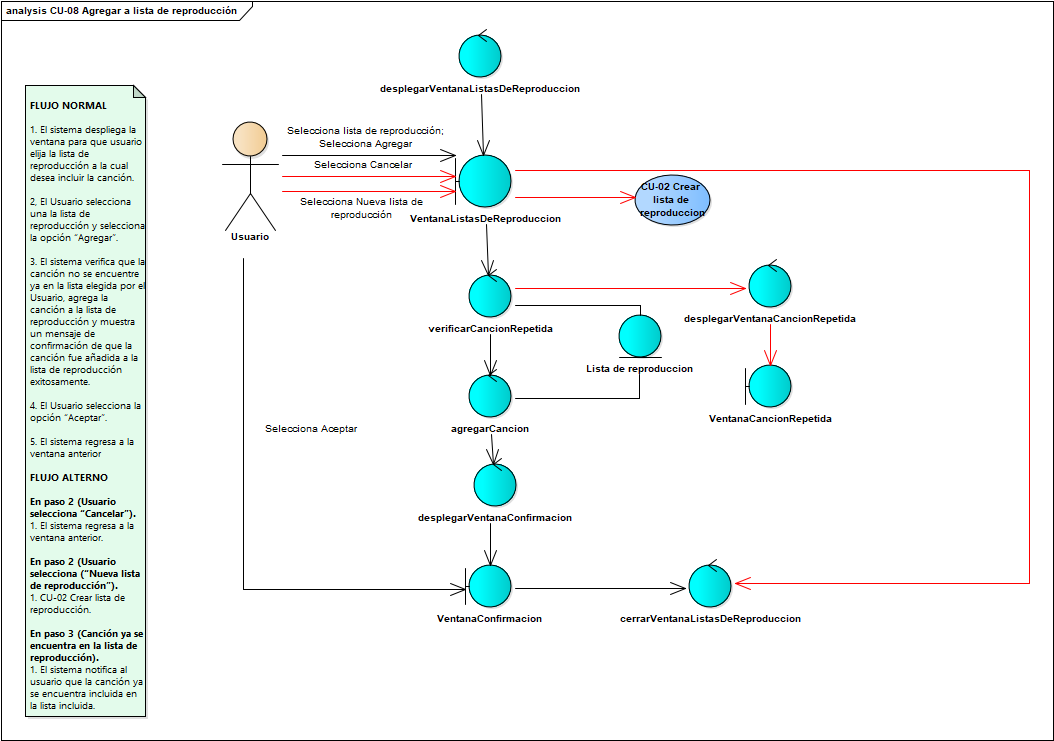 analysis CU-08 Agregar a lista de reproducción
FLUJO NORMAL
1. El sistema despliega la
ventana para que usuario
elija la lista de
reproducción a la cual
desea incluir la canción.
2. El Usuario selecciona
una la lista de
reproducción y selecciona
la opción “Agregar”.
3. El sistema verifica que la
canción no se encuentre
ya en la lista elegida por el
Usuario, agrega la
canción a la lista de
reproducción y muestra
un mensaje de
confirmación de que la
canción fue añadida a la
lista de reproducción
exitosamente.
4. El Usuario selecciona la
opción “Aceptar”.
5. El sistema regresa a la
ventana anterior
FLUJO ALTERNO
En paso 2 (Usuario
selecciona “Cancelar”).
1. El sistema regresa a la
ventana anterior.
En paso 2 (Usuario
selecciona (“Nueva lista
de reproducción”).
1. CU-02 Crear lista de
reproducción.
En paso 3 (Canción ya se
encuentra en la lista de
reproducción).
1. El sistema notifica al
usuario que la canción ya
se encuentra incluida en
la lista incluida.
Usuario
desplegarVentanaListasDeReproduccion
Selecciona lista de reproducción;
Selecciona Agregar
Selecciona Cancelar
Selecciona Nueva lista de
reproducción
VentanaListasDeReproduccion
CU-02 Crear
lista de
reproduccion
verificarCancionRepetida
desplegarVentanaCancionRepetida
Lista de reproduccion
VentanaCancionRepetida
agregarCancion
Selecciona Aceptar
desplegarVentanaConfirmacion
VentanaConfirmacion
cerrarVentanaListasDeReproduccion